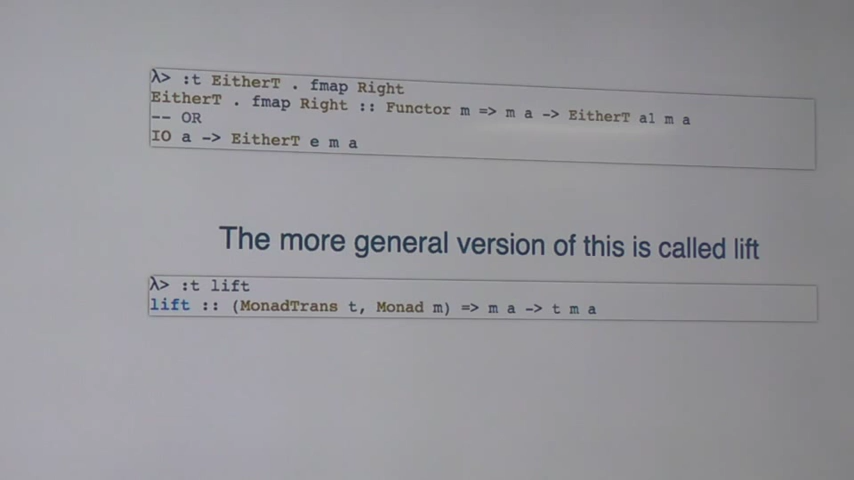 λ> :t EitherT . fmap Right
EitherT . fmap Right :: Functor m => m a -> EitherT a1 m a
-- OR
IO a -> EitherT e m a
The more general version of this is called lift
λ> :t lift
lift :: (MonadTrans t, Monad m) => m a -> t m a